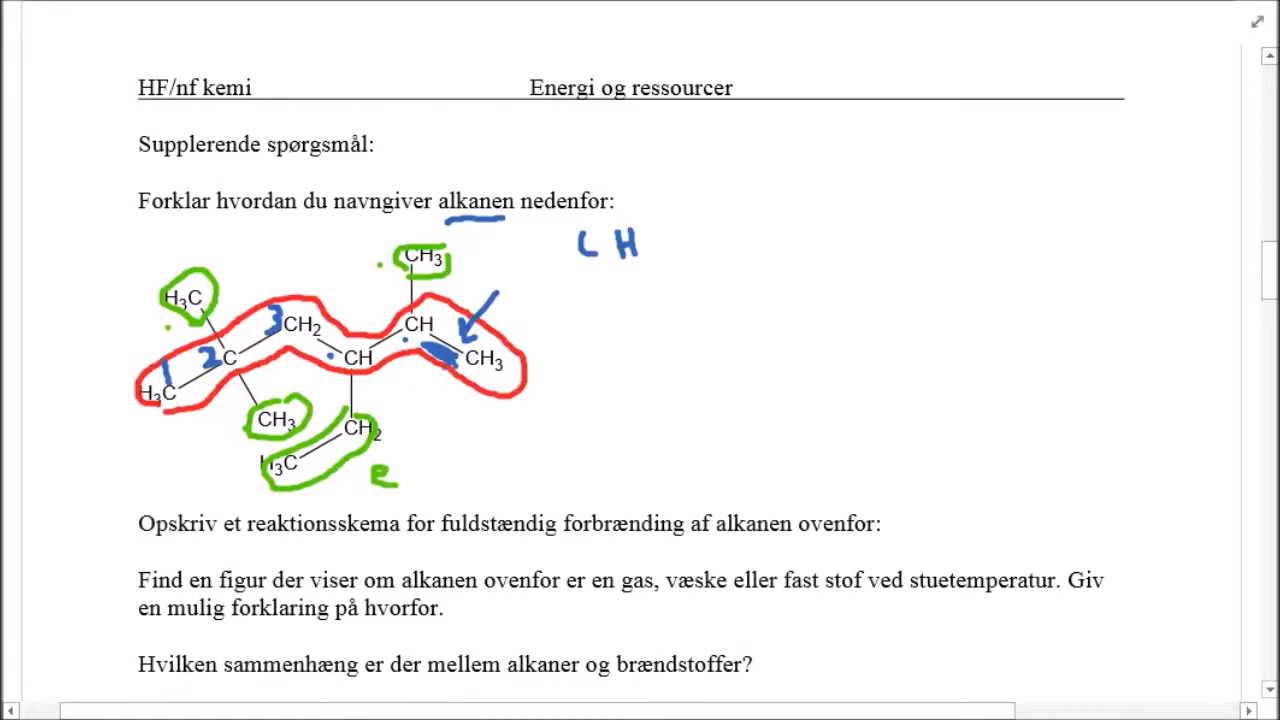 HF/nf kemi Energi og ressourcer
Supplerende spørgsmål:
Forklar hvordan du navngiver alkanen nedenfor:
C H
CH3
H3C
3 CH2 CH
1 2 C CH CH3
H3C
CH3 CH2
H3C e
Opskriv et reaktionsskema for fuldstændig forbrænding af alkanen ovenfor:
Find en figur der viser om alkanen ovenfor er en gas, væske eller fast stof ved stuetemperatur. Giv
en mulig forklaring på hvorfor.
Hvilken sammenhæng er der mellem alkaner og brændstoffer?